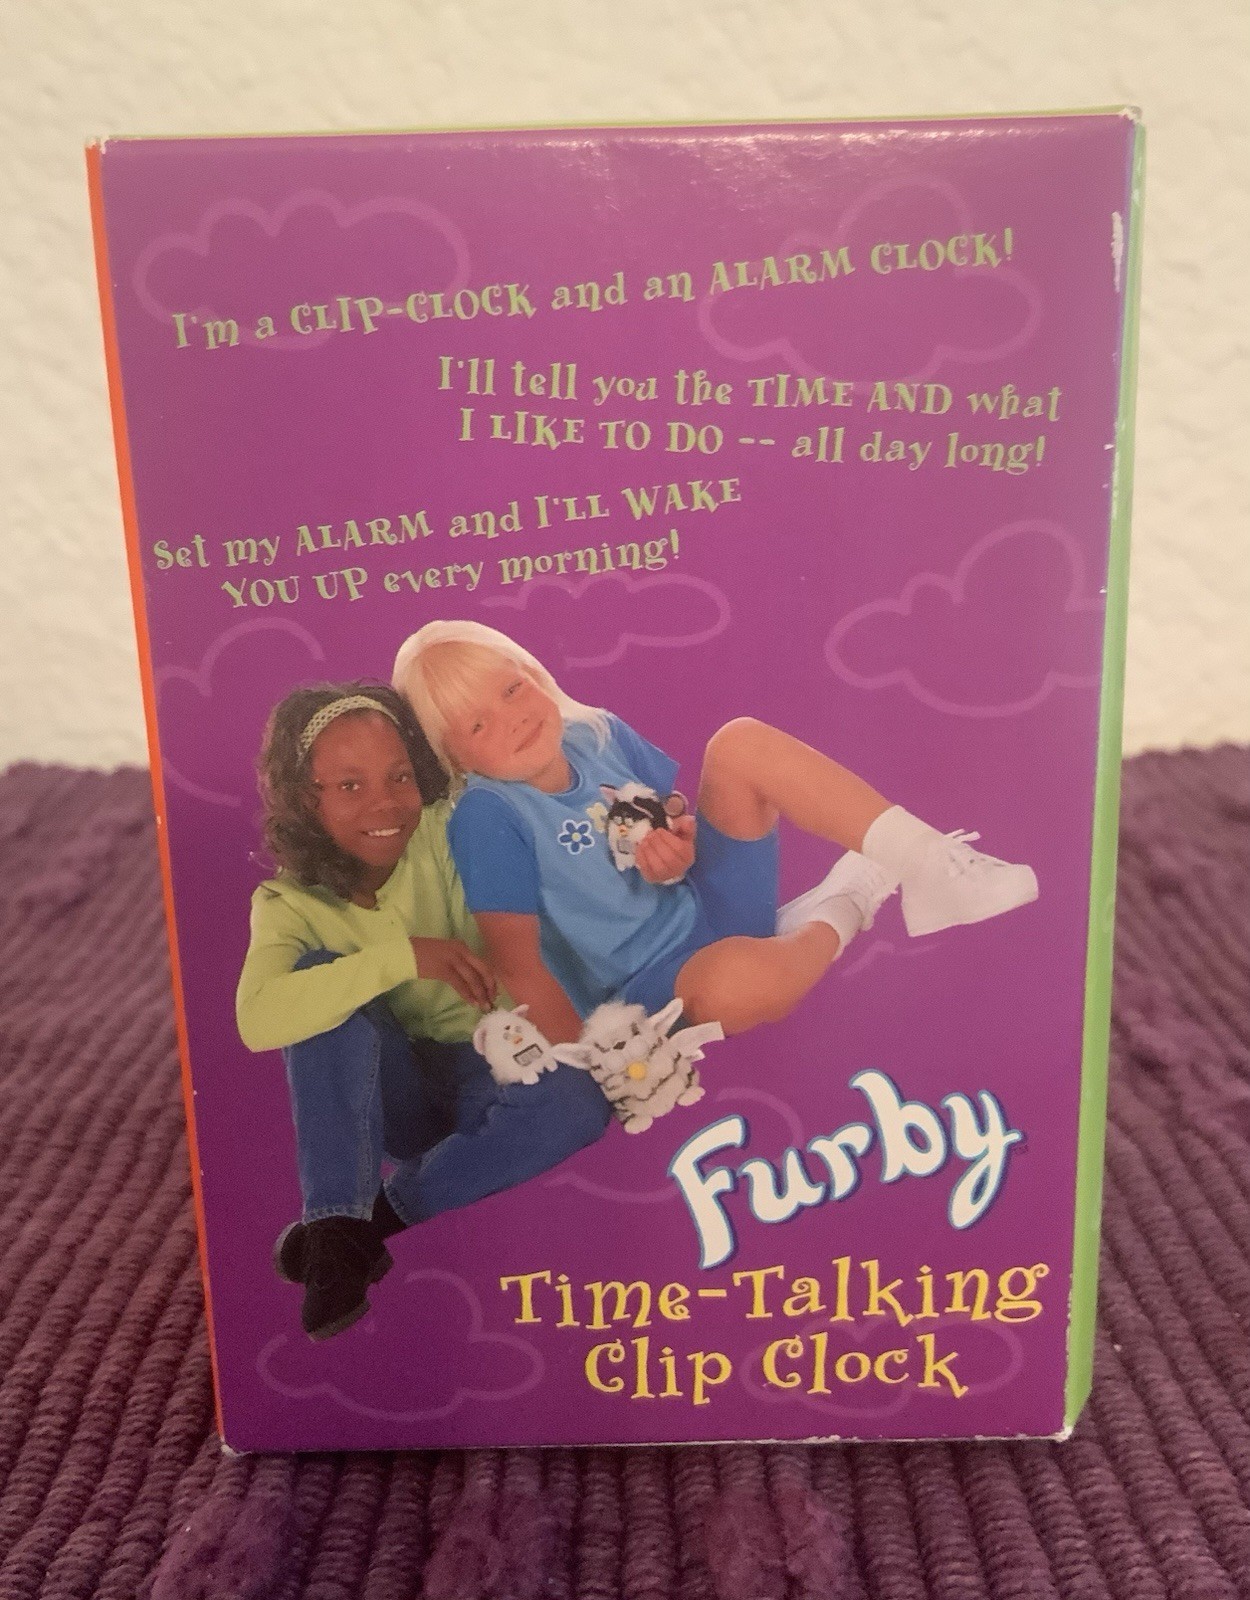 I'm a CLIP-CLOCK and an ALARM CLOCK!
I'll tell you the TIME AND what
I LIKE TO DO -- all day long!
Set my ALARM and I'LL WAKE
YOU UP every morning!
Furby™
Time-Talking
Clip Clock